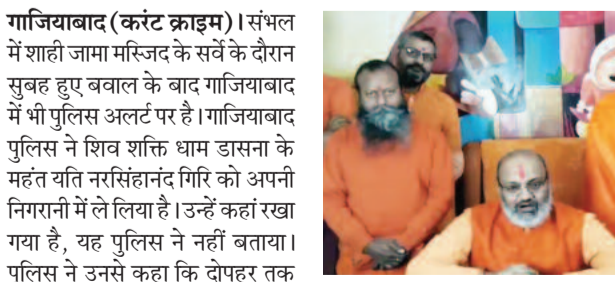 गाजियाबाद (करंट क्राइम)। संभल
में शाही जामा मस्जिद के सर्वे के दौरान
सुबह हुए बवाल के बाद गाजियाबाद
में भी पुलिस अलर्ट पर है। गाजियाबाद
पुलिस ने शिव शक्ति धाम डासना के
महंत यति नरसिंहानंद गिरि को अपनी
निगरानी में ले लिया है। उन्हें कहां रखा
गया है, यह पुलिस ने नहीं बताया।
पुलिस ने उनसे कहा कि दोपहर तक